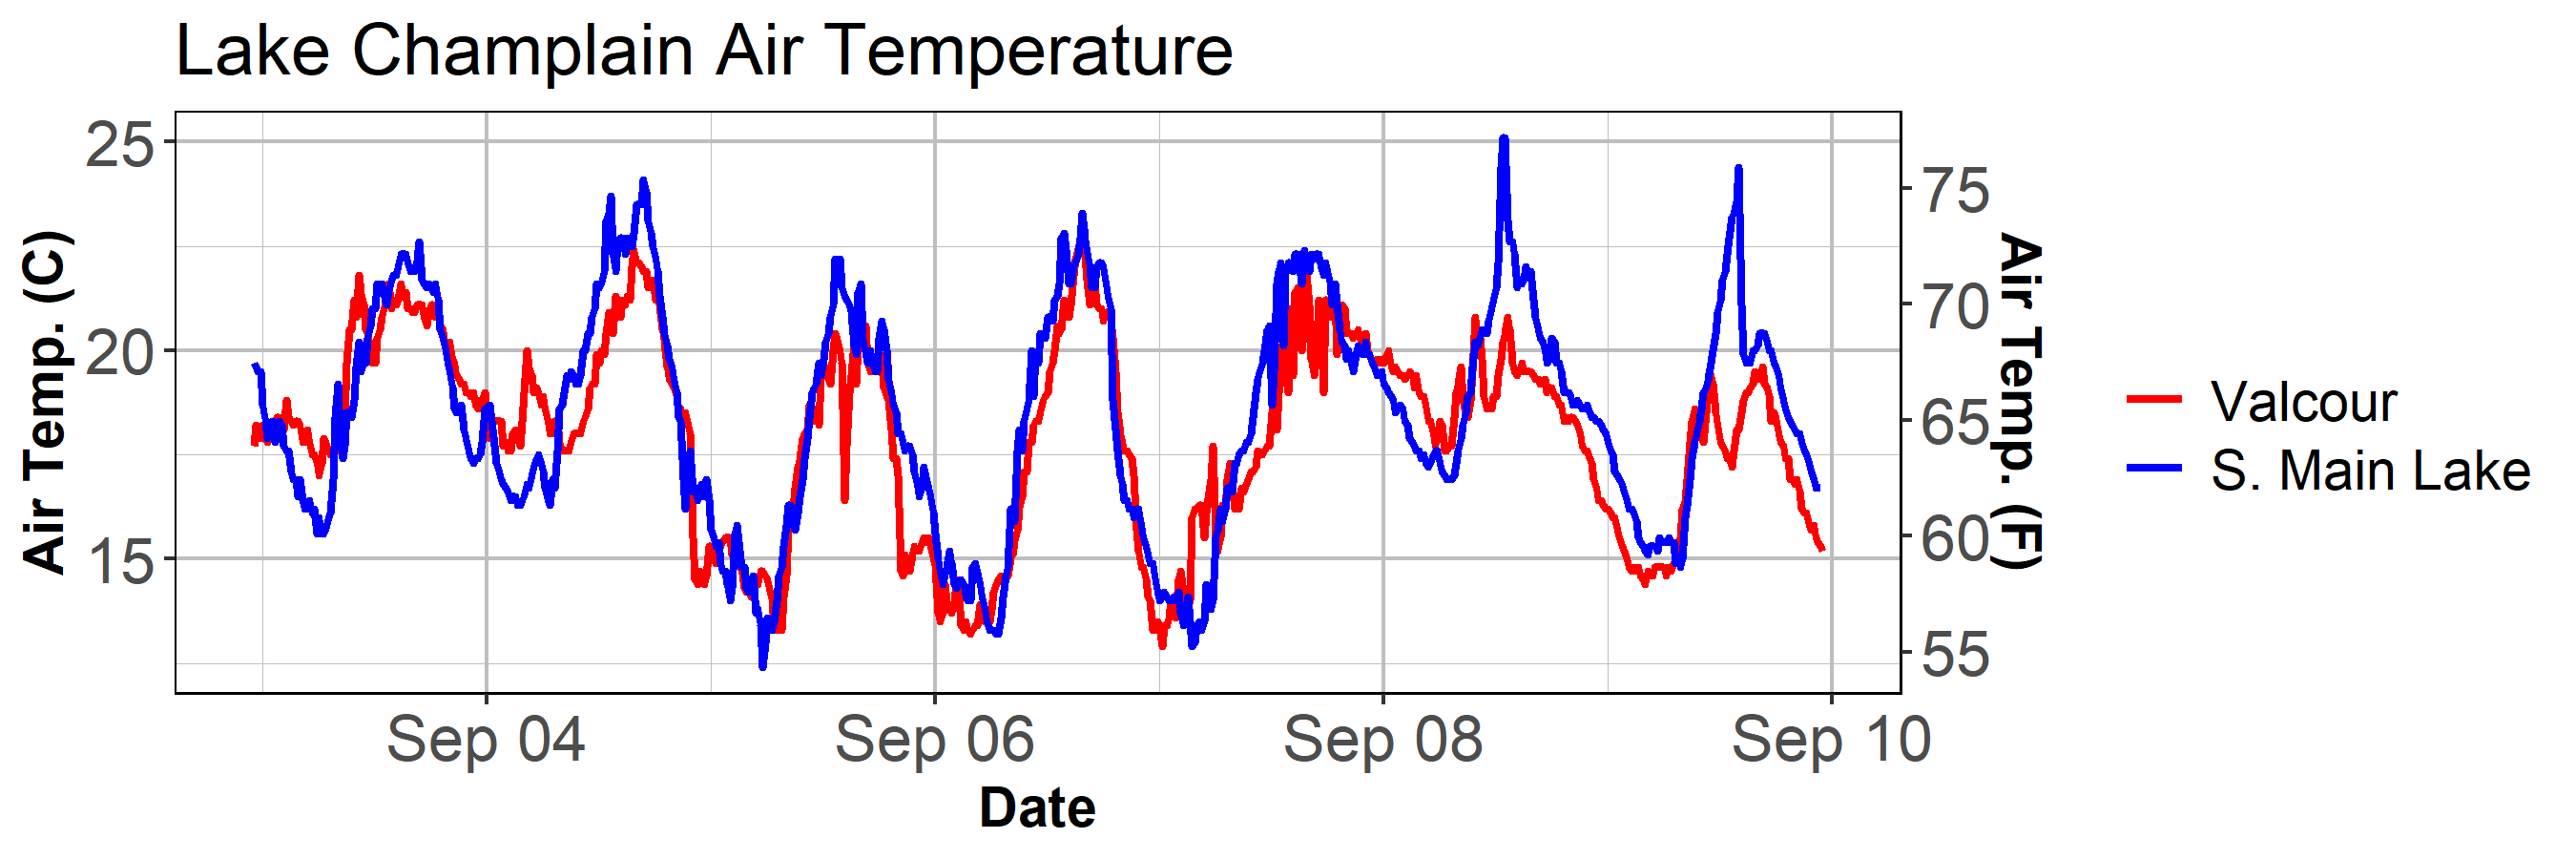 Lake Champlain Air Temperature
25
20
15
Air Temp. (C)
75
70
65
60
55
Air Temp. (F)
Valcour
S. Main Lake
Sep 04 Sep 06 Sep 08 Sep 10
Date